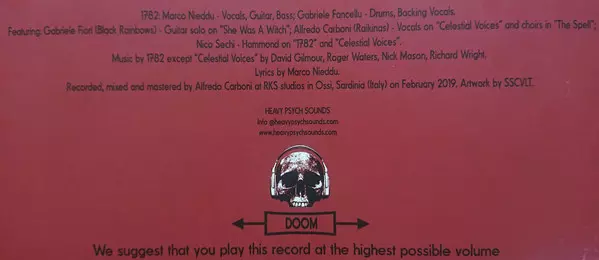 1782: Marco Nieddu - Vocals, Guitar, Bass; Gabriele Fancellu - Drums, Backing Vocals.
Featuring: Gabriele Fiori (Black Rainbows) - Guitar solo on "She Was A Witch"; Alfredo Carboni (Raikinas) - Vocals on "Celestial Voices" and choirs in "The Spell";
Nico Sechi - Hammond on "1782" and "Celestial Voices".
Music by 1782 except "Celestial Voices" by David Gilmour, Roger Waters, Nick Mason, Richard Wright.
Lyrics by Marco Nieddu.
Recorded, mixed and mastered by Alfredo Carboni at RKS studios in Ossi, Sardinia (Italy) on February 2019. Artwork by SSCVLT.
HEAVY PSYCH SOUNDS
Info @heavypsychsounds.com
www.heavypsychsounds.com
DOOM
We suggest that you play this record at the highest possible volume